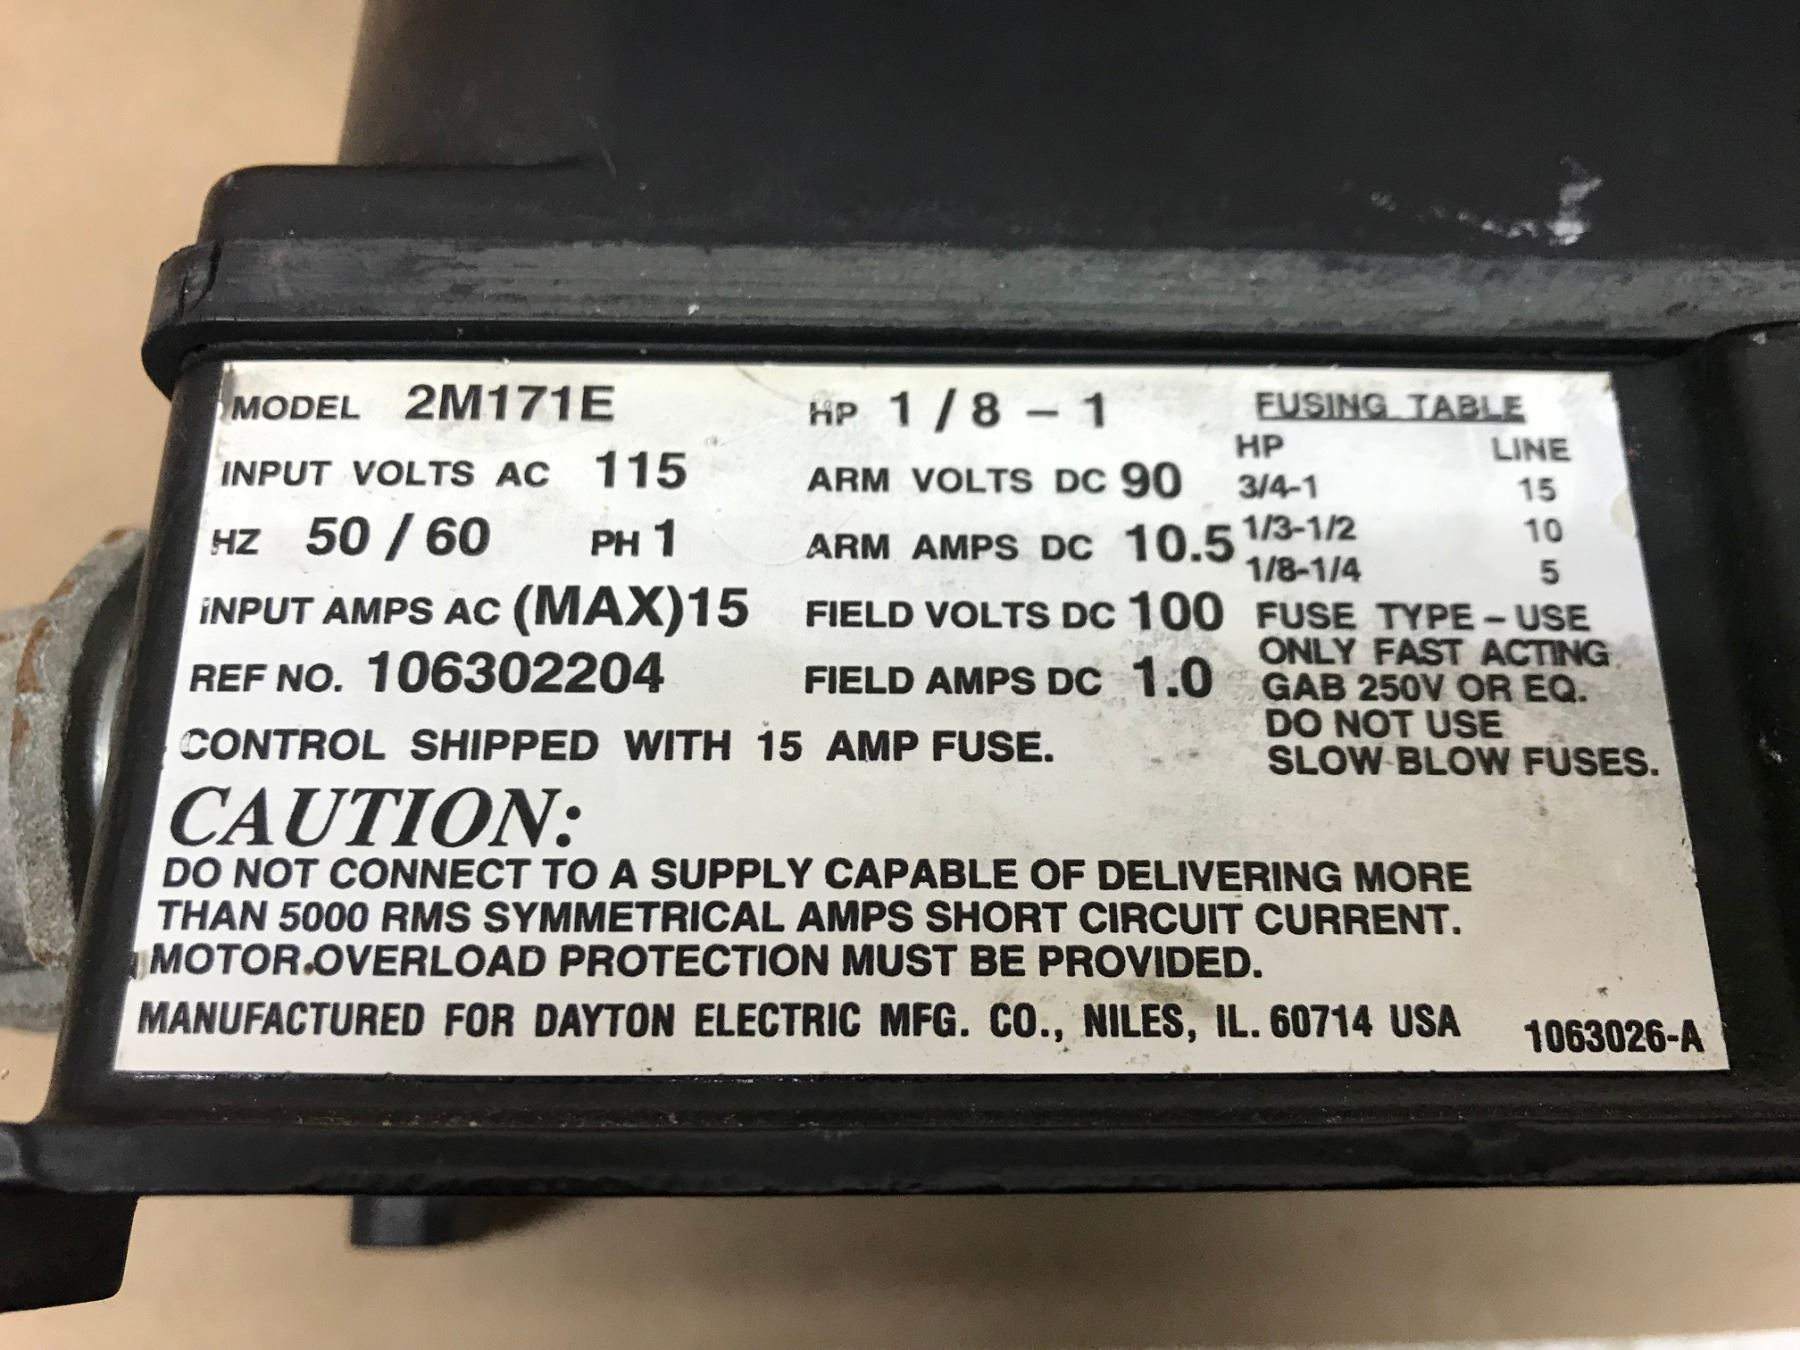 MODEL 2M171E
INPUT VOLTS AC 115
HZ 50 / 60 PH 1
INPUT AMPS AC (MAX) 15
REF NO. 106302204
HP 1 / 8 - 1
ARM VOLTS DC 90
ARM AMPS DC 10.5
FIELD VOLTS DC 100
FIELD AMPS DC 1.0
FUSING TABLE
HP LINE
3/4-1 15
1/3-1/2 10
1/8-1/4 5
FUSE TYPE - USE
ONLY FAST ACTING
GAB 250V OR EQ.
DO NOT USE
SLOW BLOW FUSES.
CONTROL SHIPPED WITH 15 AMP FUSE.
CAUTION:
DO NOT CONNECT TO A SUPPLY CAPABLE OF DELIVERING MORE
THAN 5000 RMS SYMMETRICAL AMPS SHORT CIRCUIT CURRENT.
MOTOR OVERLOAD PROTECTION MUST BE PROVIDED.
MANUFACTURED FOR DAYTON ELECTRIC MFG. CO., NILES, IL. 60714 USA
1063026-A